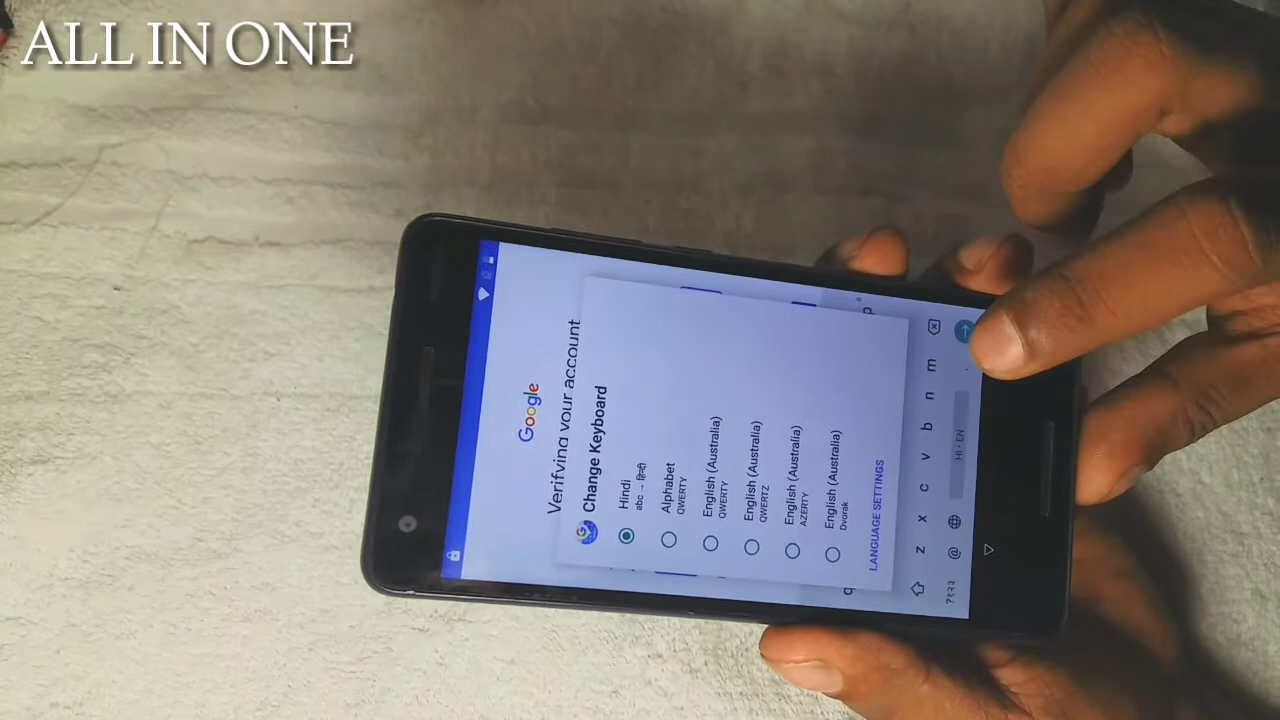 ALL IN ONE
Google
Verifying your account
Change Keyboard
Hindi
abc → हिन्दी
Alphabet
QWERTY
English (Australia)
QWERTY
English (Australia)
QWERTZ
English (Australia)
AZERTY
English (Australia)
Dvorak
LANGUAGE SETTINGS
q p
z x c v b n m
?१२३ @ HI • EN .